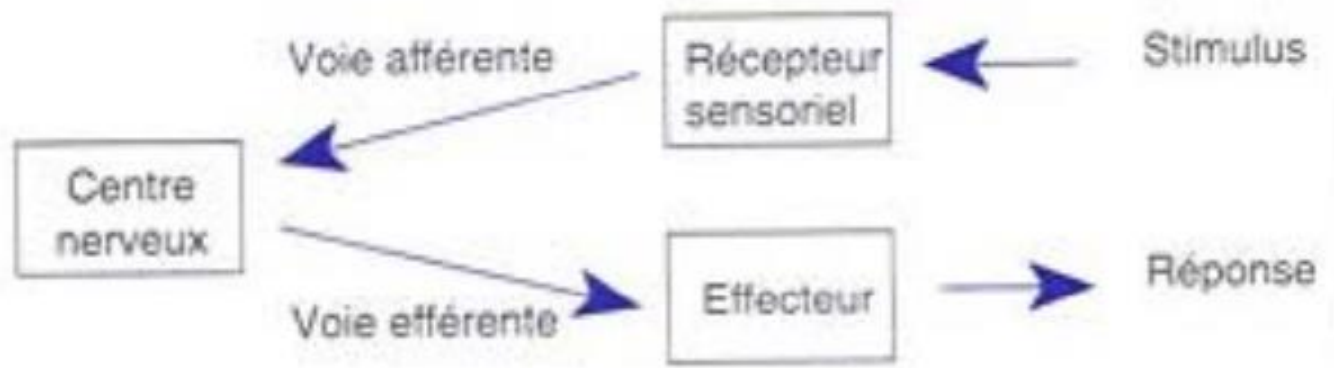 Voie afférente
Récepteur
sensoriel
Stimulus
Centre
nerveux
Voie efférente
Effecteur
Réponse